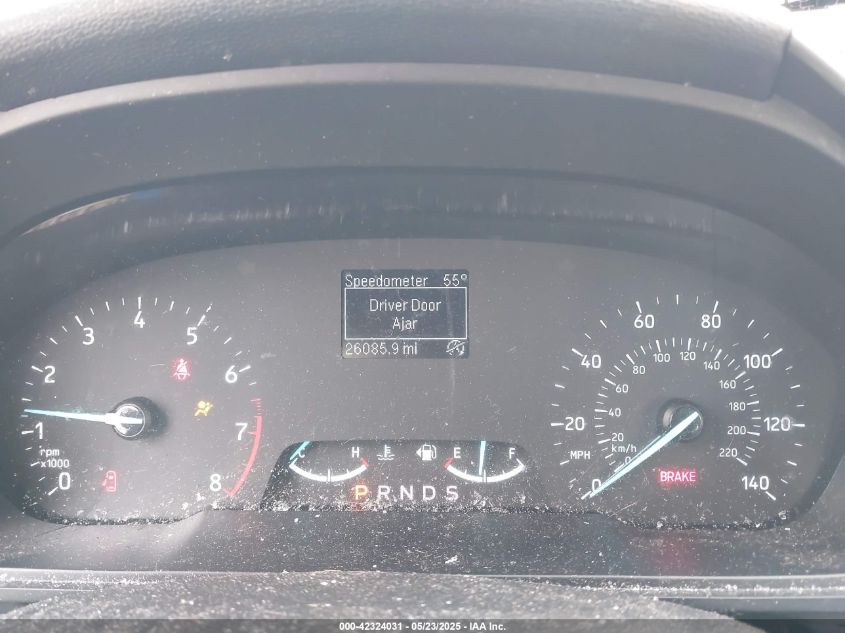 Speedometer 55°
Driver Door
Ajar
26085.9 mi
0 1 2 3 4 5 6 7 8
rpm
x1000
C H E F
P R N D S
0 20 40 60 80 100 120 140
MPH
0 20 40 60 80 100 120 140 160 180 200 220
km/h
BRAKE
000-42324031 - 05/23/2025 - IAA Inc.